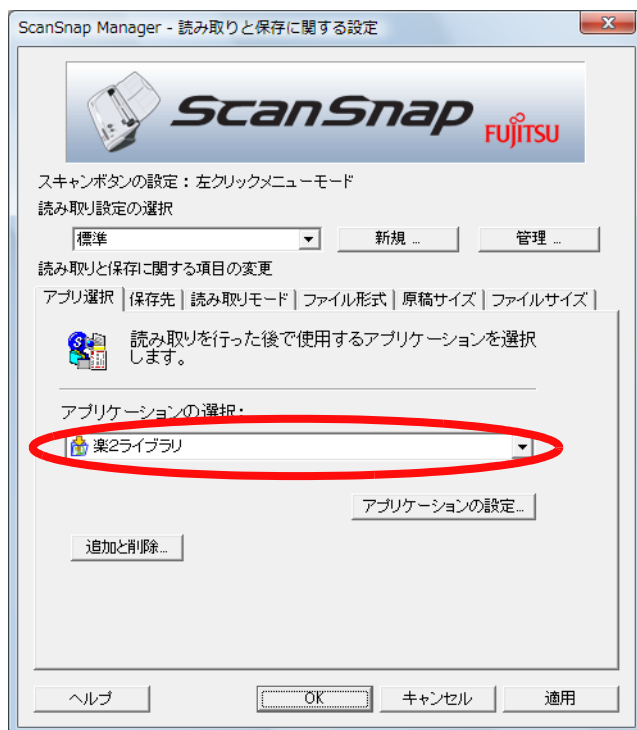 ScanSnap Manager - 読み取りと保存に関する設定
ScanSnap
FUJITSU
スキャンボタンの設定：左クリックメニューモード
読み取り設定の選択
標準 新規 ... 管理 ...
読み取りと保存に関する項目の変更
アプリ選択 保存先 読み取りモード ファイル形式 原稿サイズ ファイルサイズ
読み取りを行った後で使用するアプリケーションを選択
します。
アプリケーションの選択：
楽2ライブラリ
アプリケーションの設定...
追加と削除...
ヘルプ OK キャンセル 適用